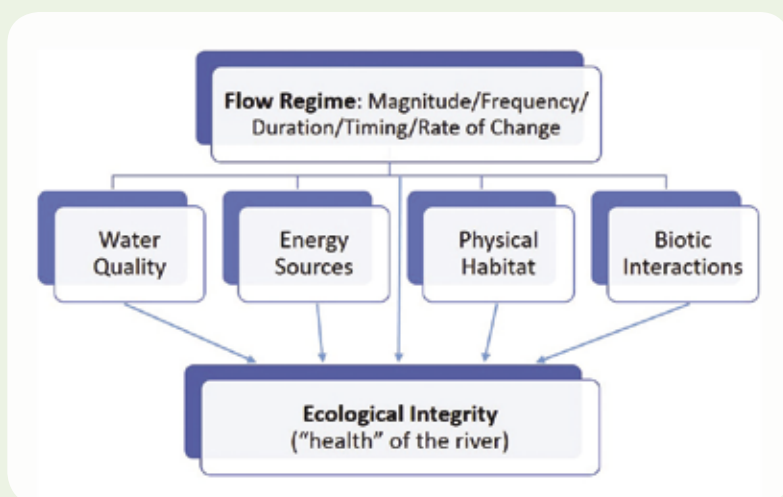 Flow Regime: Magnitude/Frequency/
Duration/Timing/Rate of Change
Water
Quality
Energy
Sources
Physical
Habitat
Biotic
Interactions
Ecological Integrity
("health" of the river)